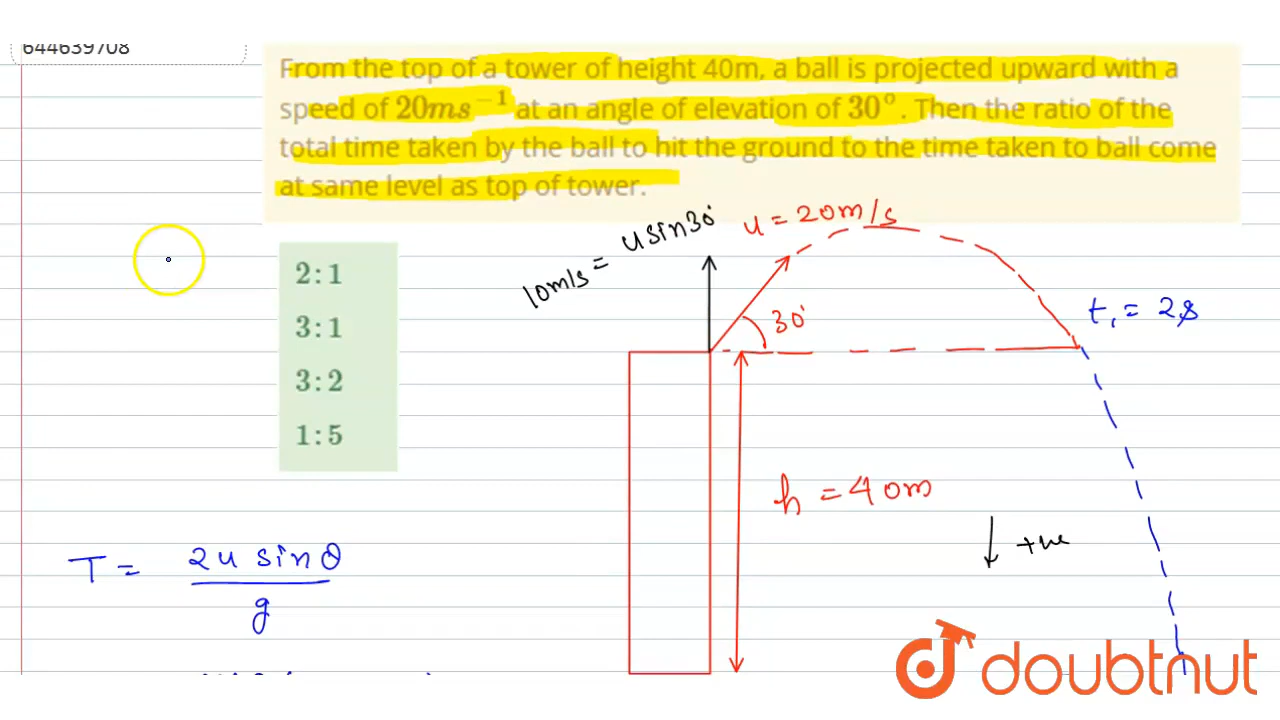 644639708
From the top of a tower of height 40m, a ball is projected upward with a
speed of 20ms⁻¹ at an angle of elevation of 30°. Then the ratio of the
total time taken by the ball to hit the ground to the time taken to ball come
at same level as top of tower.
10m/s = u sin30°
u = 20m/s
2 : 1
3 : 1
3 : 2
1 : 5
30°
t₁ = 2s
h = 40m
↓ +ve
T = 2u sinθ
g
doubtnut